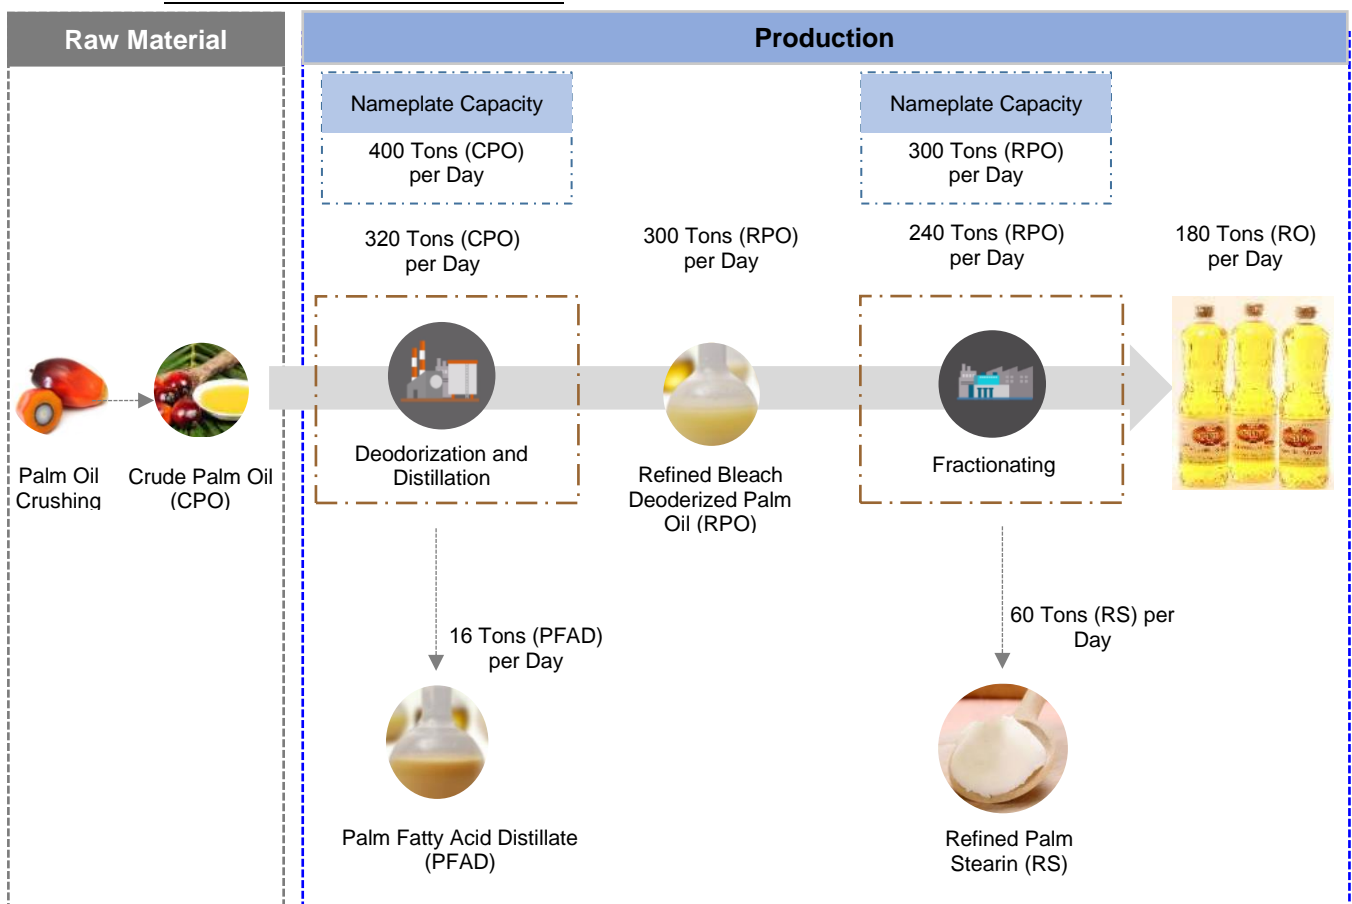 Raw Material
Production
Nameplate Capacity
400 Tons (CPO)
per Day
Nameplate Capacity
300 Tons (RPO)
per Day
320 Tons (CPO)
per Day
300 Tons (RPO)
per Day
240 Tons (RPO)
per Day
180 Tons (RO)
per Day
Palm Oil
Crushing
Crude Palm Oil
(CPO)
Deodorization and
Distillation
Refined Bleach
Deoderized Palm
Oil (RPO)
Fractionating
16 Tons (PFAD)
per Day
60 Tons (RS) per
Day
Palm Fatty Acid Distillate
(PFAD)
Refined Palm
Stearin (RS)